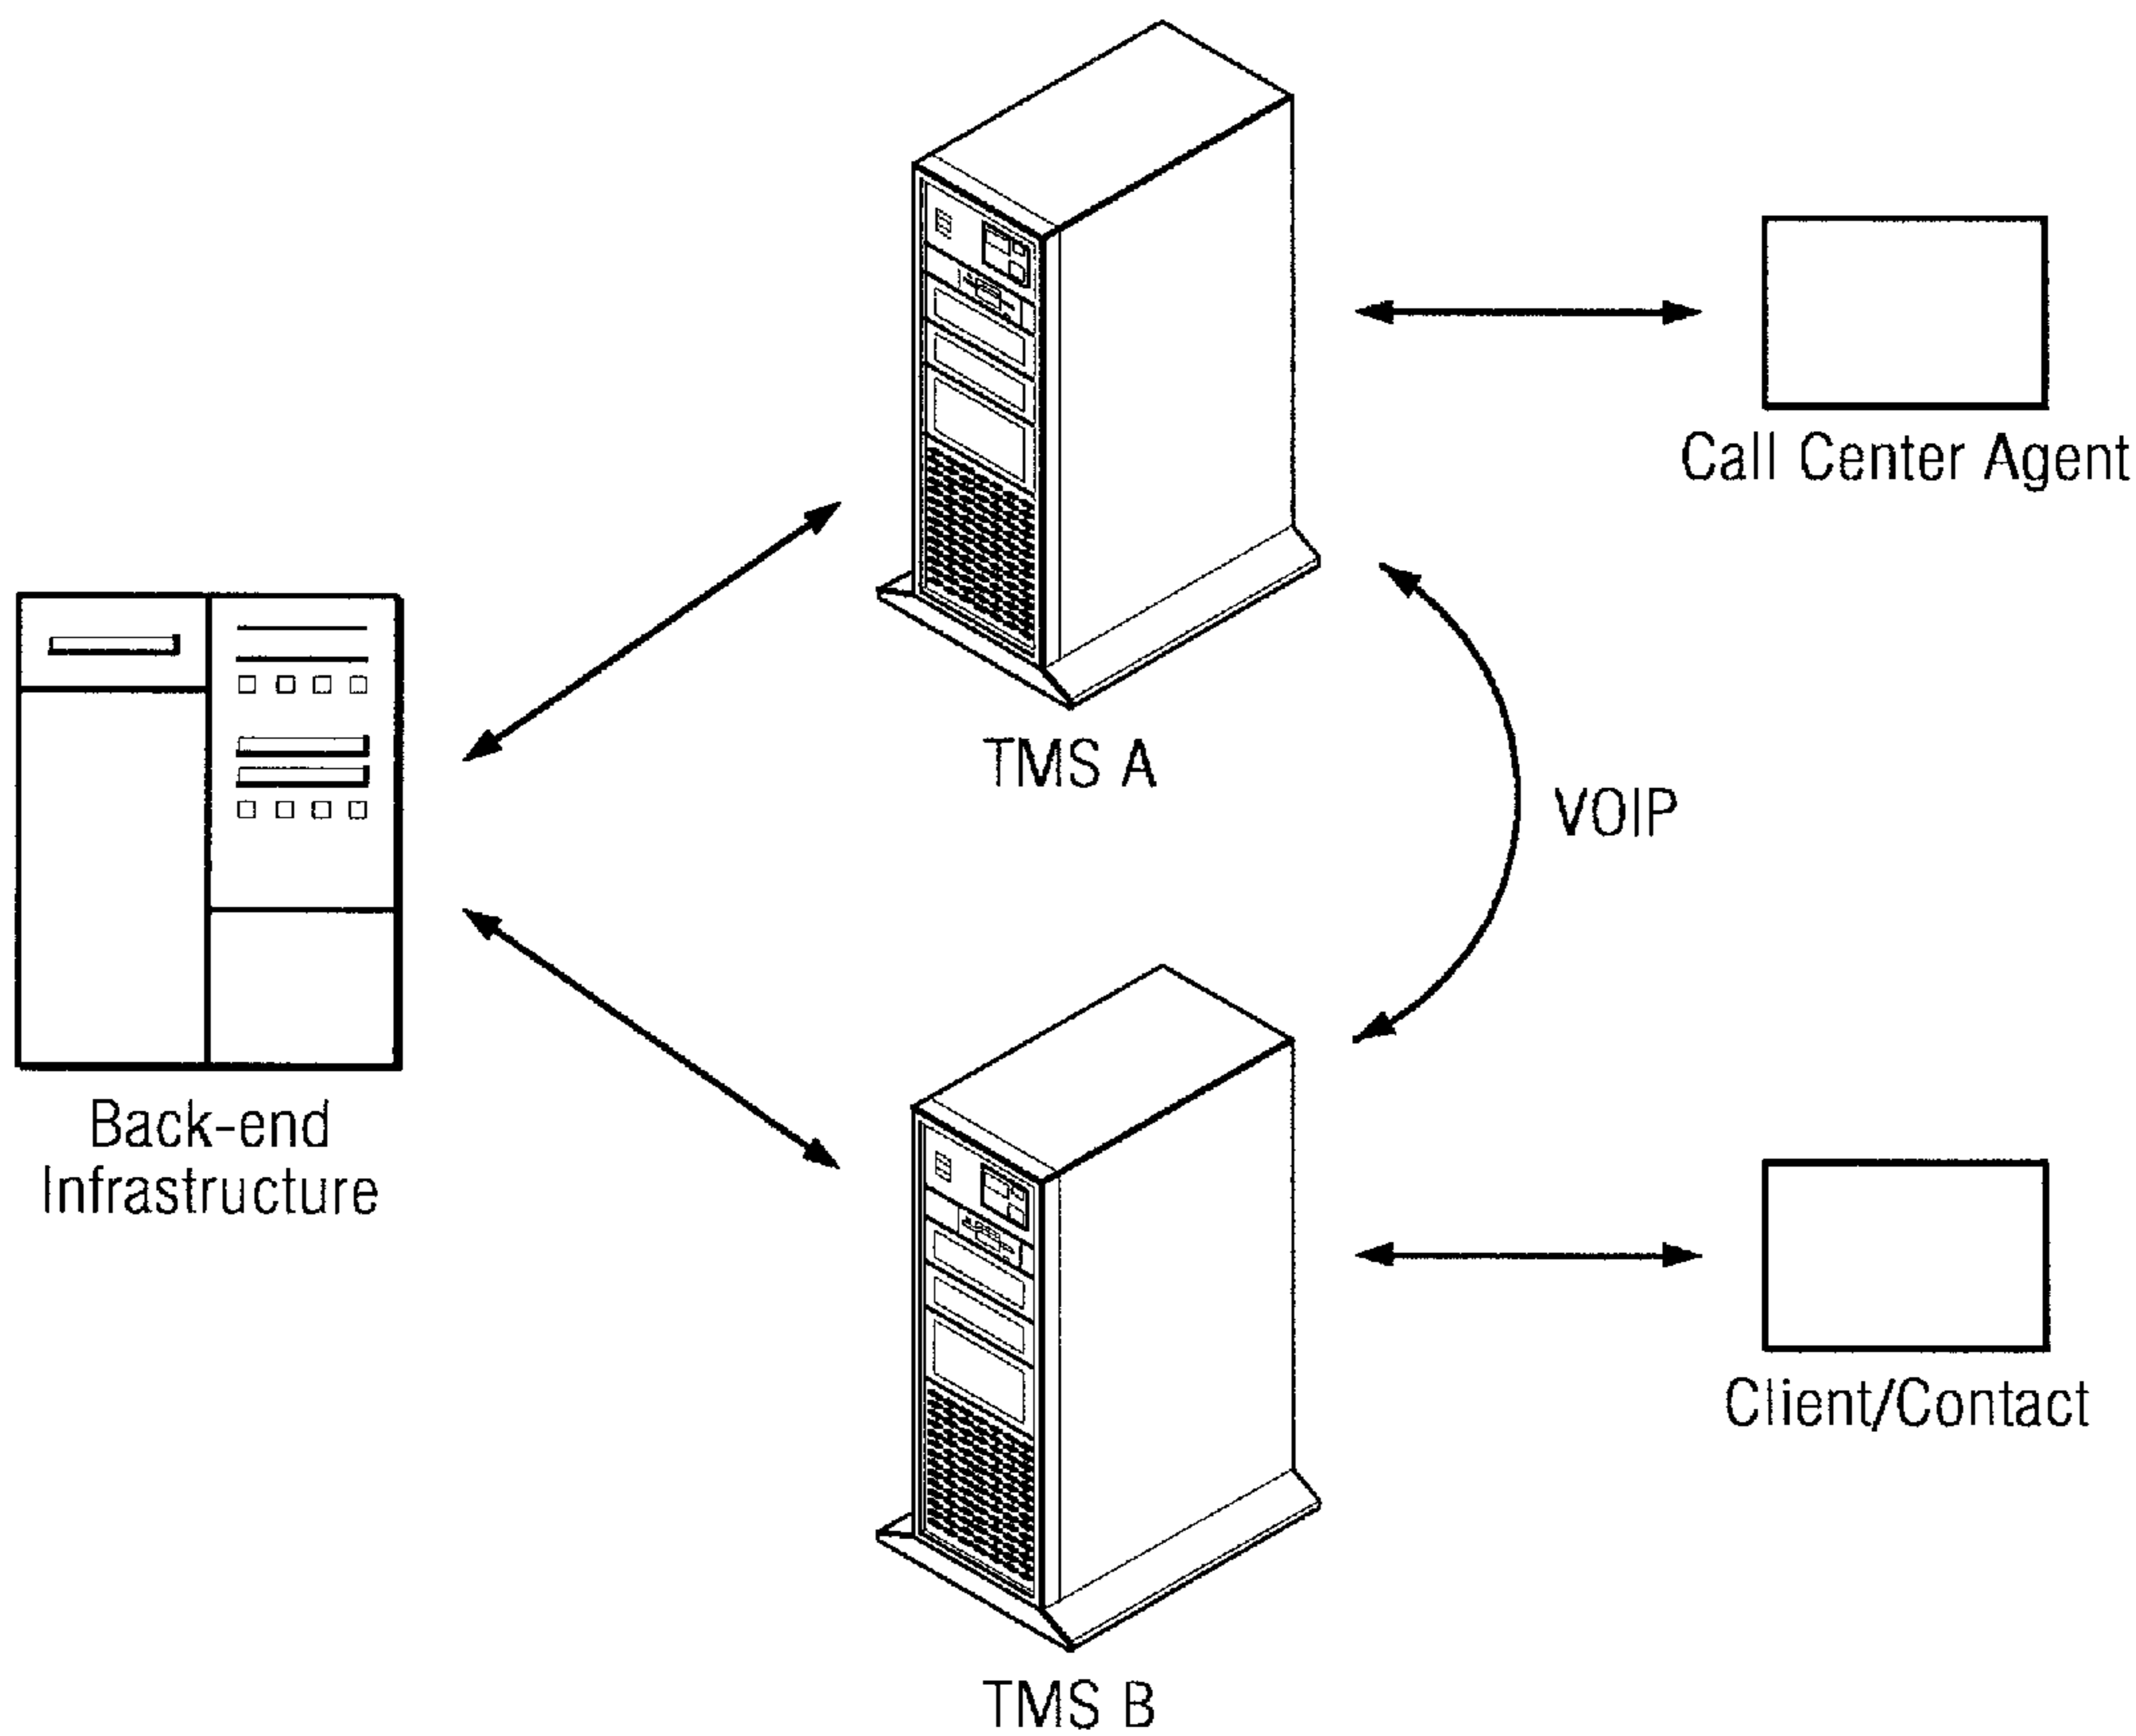 Call Center Agent
TMS A
VOIP
Back-end
Infrastructure
Client/Contact
TMS B